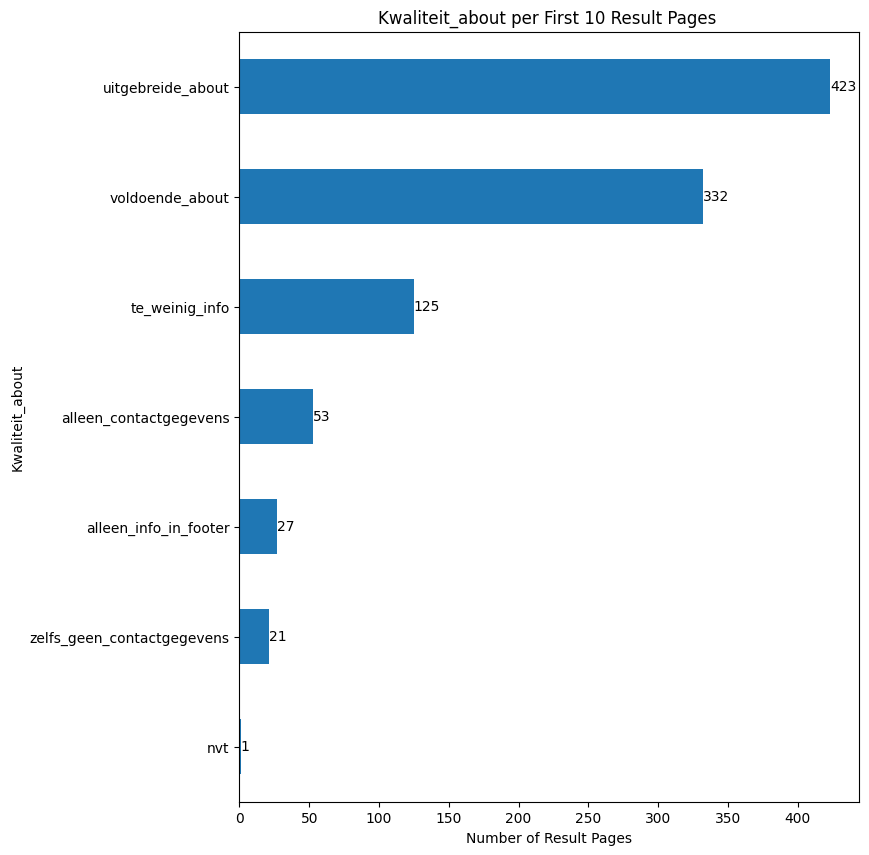 Kwaliteit_about per First 10 Result Pages
uitgebreide_about
423
voldoende_about
332
te_weinig_info
125
alleen_contactgegevens
53
alleen_info_in_footer
27
zelfs_geen_contactgegevens
21
nvt
1
Kwaliteit_about
0 50 100 150 200 250 300 350 400
Number of Result Pages